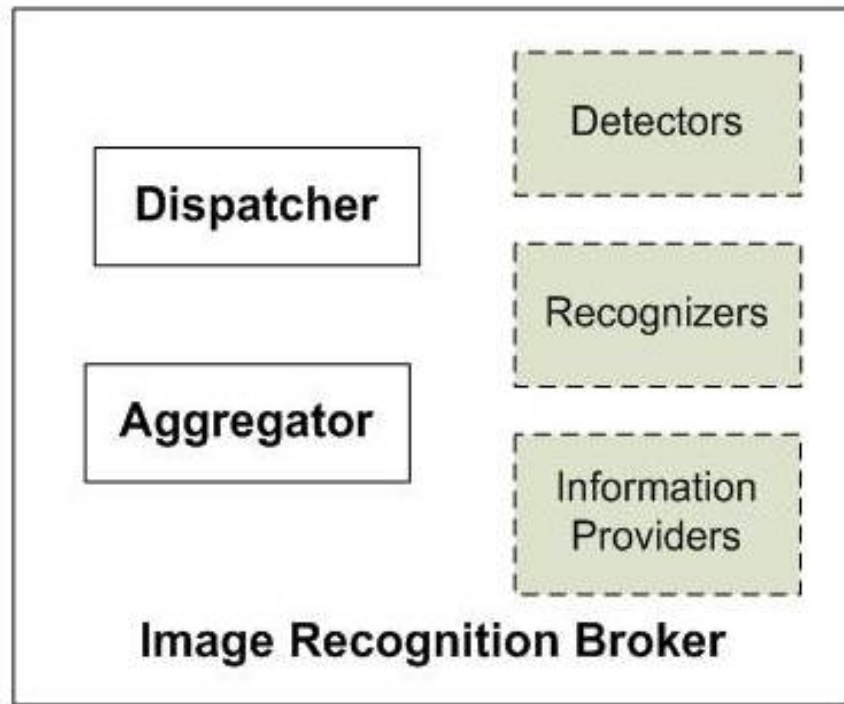 Detectors
Dispatcher
Recognizers
Aggregator
Information
Providers
Image Recognition Broker